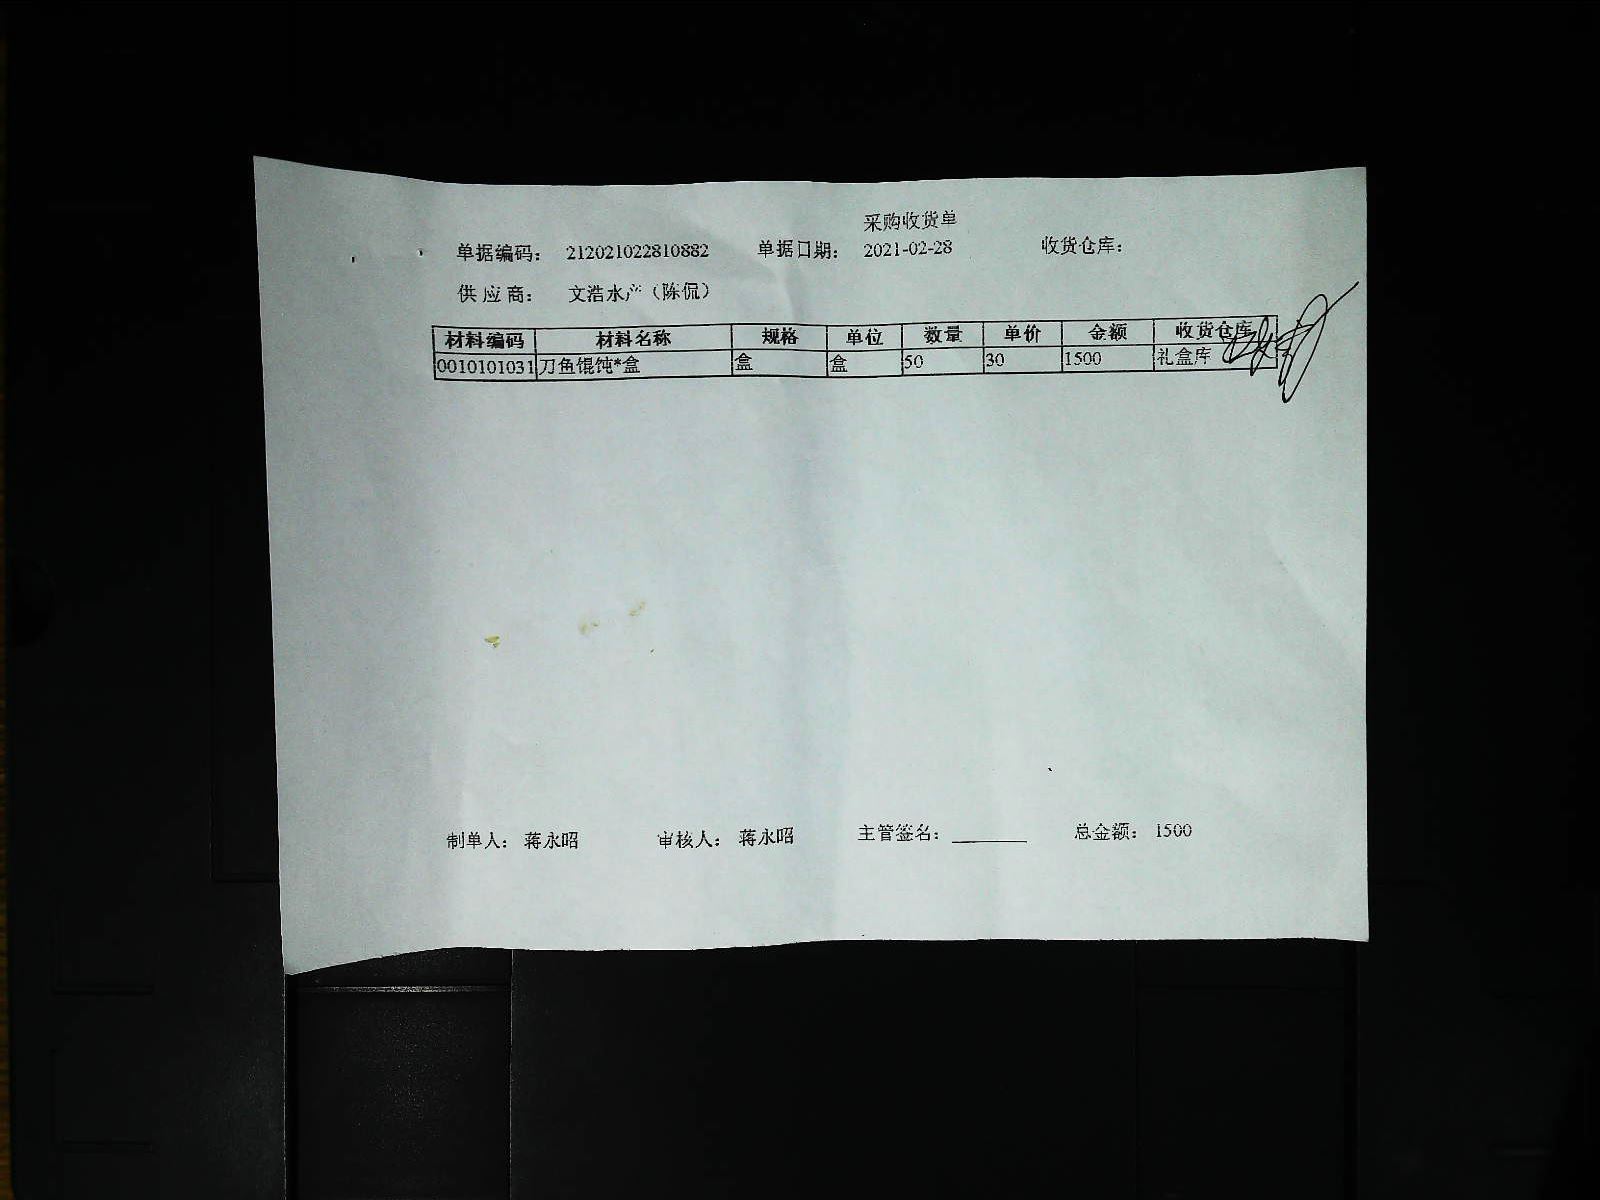 采购收货单
单据编码： 212021022810882 单据日期： 2021-02-28 收货仓库：
供 应 商： 文浩水产（陈侃）
材料编码 材料名称 规格 单位 数量 单价 金额 收货仓库
0010101031 刀鱼馄饨*盒 盒 盒 50 30 1500 礼盒库
制单人： 蒋永昭 审核人： 蒋永昭 主管签名： 总金额： 1500